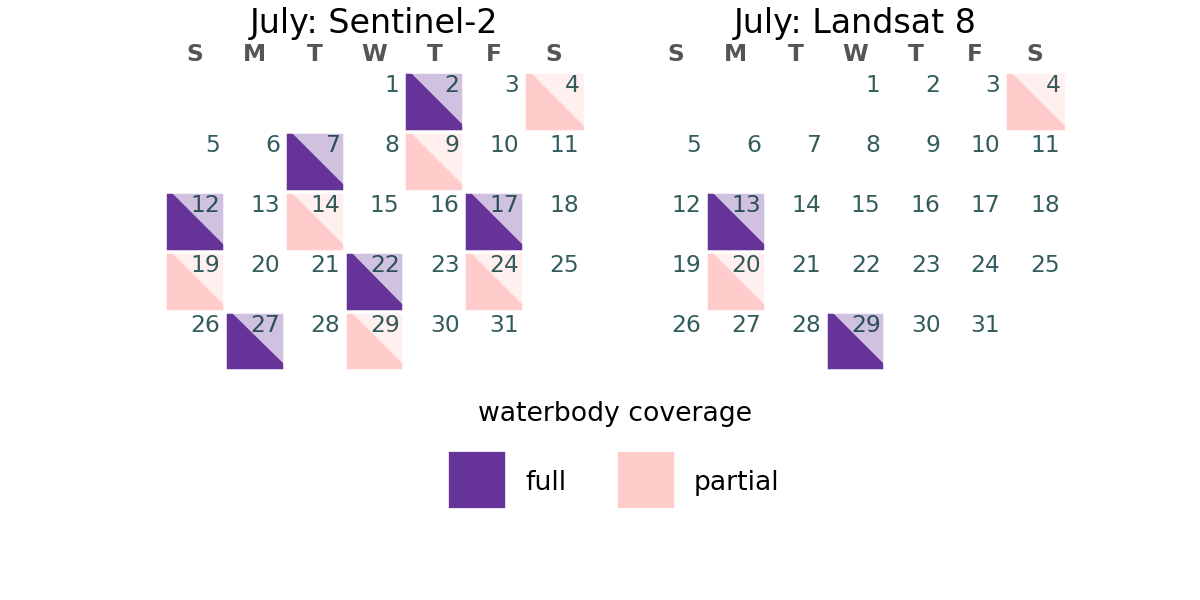 July: Sentinel-2
S M T W T F S
1 2 3 4
5 6 7 8 9 10 11
12 13 14 15 16 17 18
19 20 21 22 23 24 25
26 27 28 29 30 31
July: Landsat 8
S M T W T F S
1 2 3 4
5 6 7 8 9 10 11
12 13 14 15 16 17 18
19 20 21 22 23 24 25
26 27 28 29 30 31
waterbody coverage
full
partial